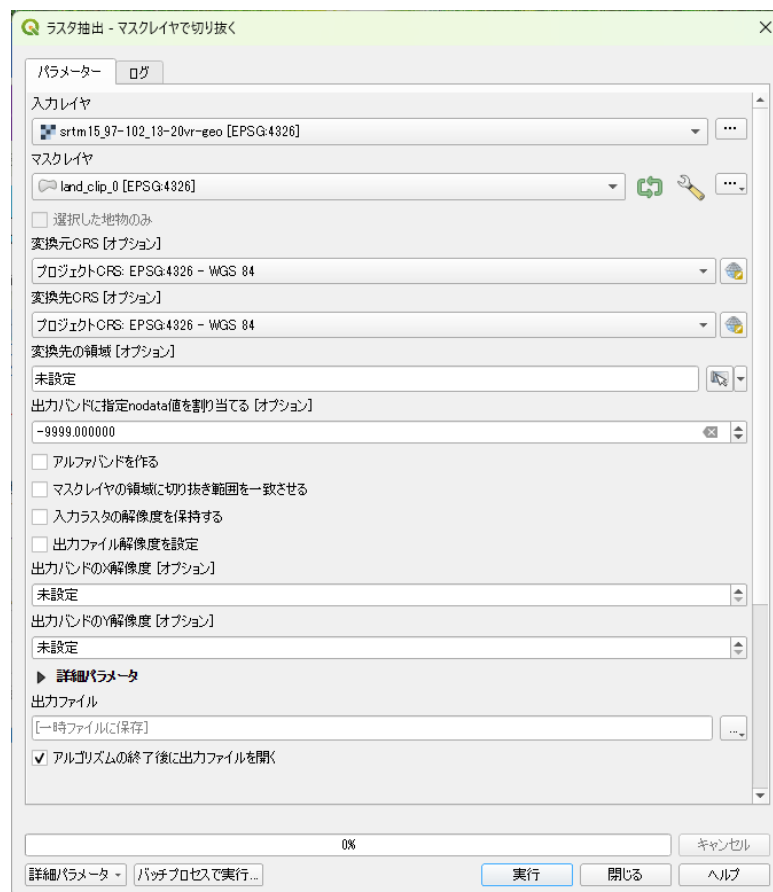 ラスタ抽出 - マスクレイヤで切り抜く
パラメーター ログ
入力レイヤ
srtm15_97-102_13-20vr-geo [EPSG:4326]
マスクレイヤ
land_clip_0 [EPSG:4326]
選択した地物のみ
変換元CRS [オプション]
プロジェクトCRS: EPSG:4326 - WGS 84
変換先CRS [オプション]
プロジェクトCRS: EPSG:4326 - WGS 84
変換先の領域 [オプション]
未設定
出力バンドに指定nodata値を割り当てる [オプション]
-9999.000000
アルファバンドを作る
マスクレイヤの領域に切り抜き範囲を一致させる
入力ラスタの解像度を保持する
出力ファイル解像度を設定
出力バンドのX解像度 [オプション]
未設定
出力バンドのY解像度 [オプション]
未設定
詳細パラメータ
出力ファイル
[一時ファイルに保存]
アルゴリズムの終了後に出力ファイルを開く
0% キャンセル
詳細パラメータ バッチプロセスで実行... 実行 閉じる ヘルプ